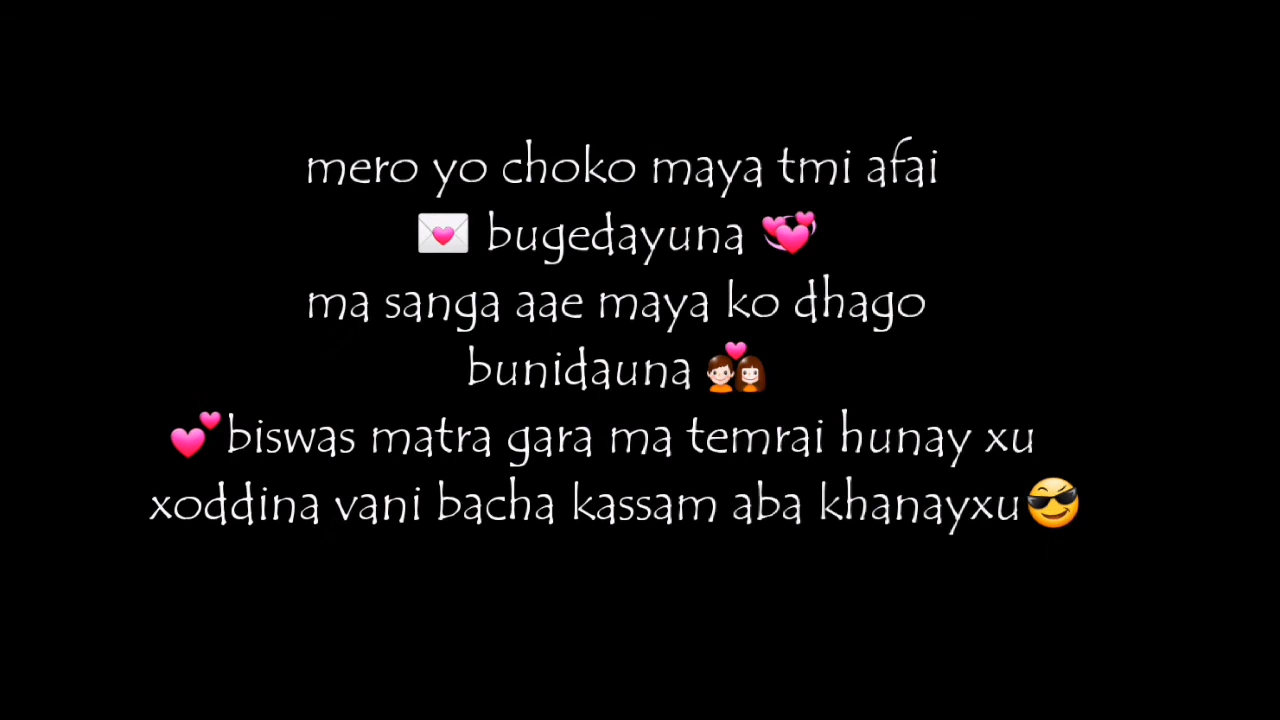 mero yo choko maya tmi afai
💌 bugedayuna 💞
ma sanga aae maya ko dhago
bunidauna 💑
💕biswas matra gara ma temrai hunay xu
xoddina vani bacha kassam aba khanayxu😎